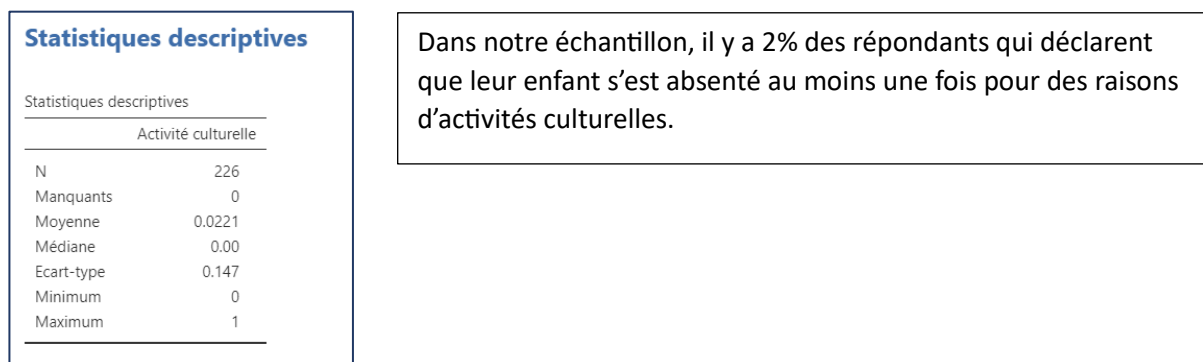 Statistiques descriptives
Statistiques descriptives
Activité culturelle
N 226
Manquants 0
Moyenne 0.0221
Médiane 0.00
Ecart-type 0.147
Minimum 0
Maximum 1
Dans notre échantillon, il y a 2% des répondants qui déclarent
que leur enfant s’est absenté au moins une fois pour des raisons
d’activités culturelles.